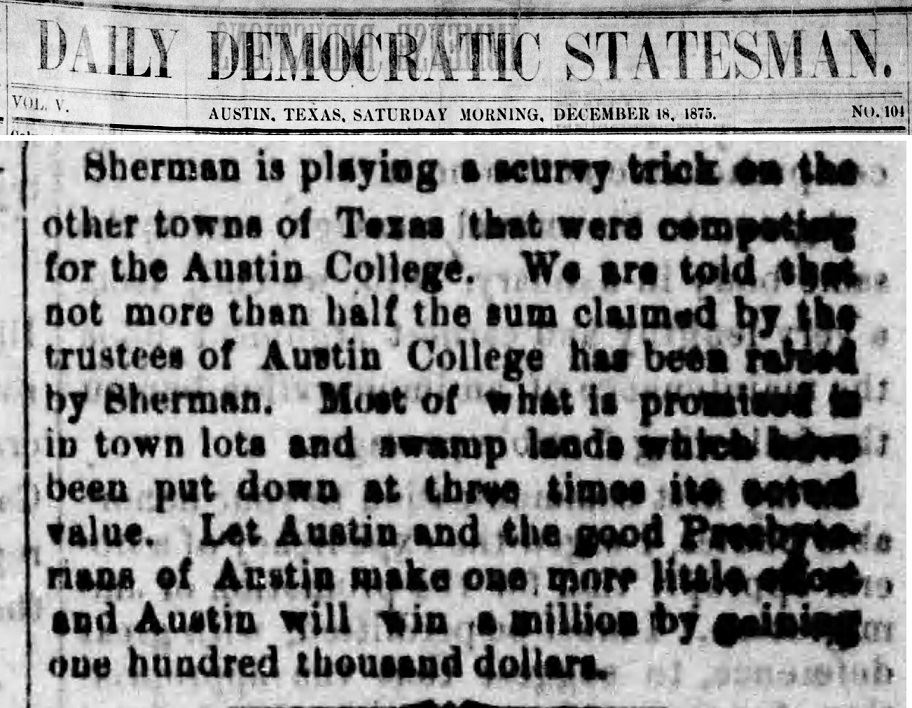 DAILY DEMOCRATIC STATESMAN.
VOL. V.
AUSTIN, TEXAS, SATURDAY MORNING, DECEMBER 18, 1875.
NO. 104
Sherman is playing a scurvy trick on the
other towns of Texas that were competing
for the Austin College. We are told that
not more than half the sum claimed by the
trustees of Austin College has been raised
by Sherman. Most of what is promised is
in town lots and swamp lands which have
been put down at three times its actual
value. Let Austin and the good Presbyte-
rians of Austin make one more little effort
and Austin will win a million by gaining
one hundred thousand dollars.